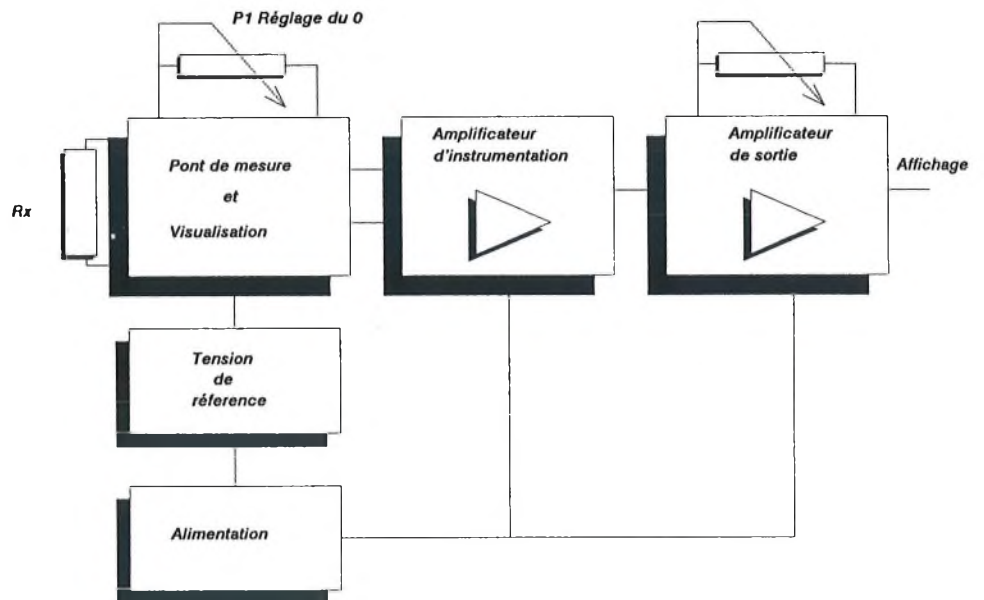 P1 Réglage du 0
Pont de mesure
et
Visualisation
Rx
Amplificateur
d'instrumentation
Amplificateur
de sortie
Affichage
Tension
de
réference
Alimentation